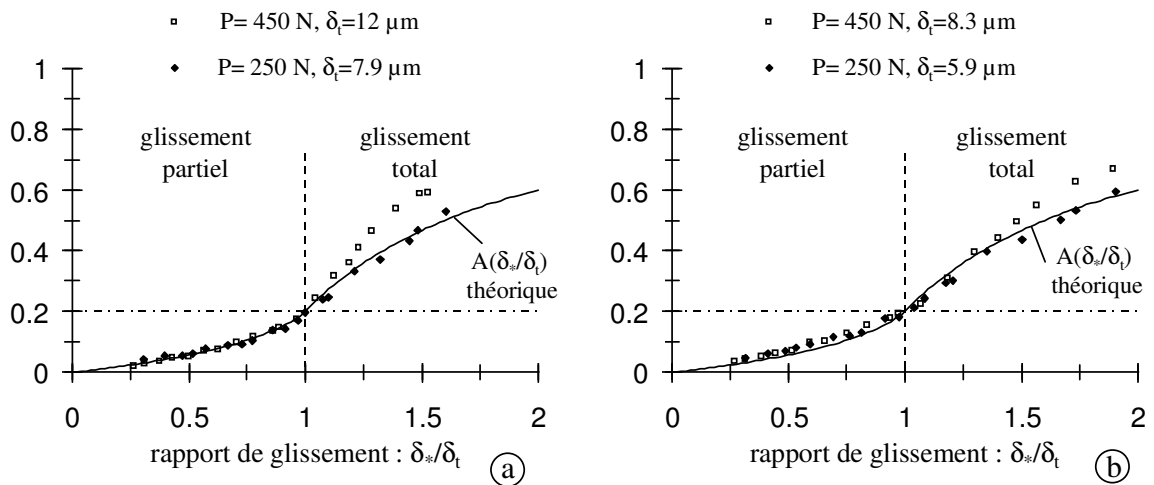 P= 450 N, δt=12 µm
P= 250 N, δt=7.9 µm
1
0.8
0.6
0.4
0.2
0
glissement
partiel
glissement
total
A(δ*/δt)
théorique
0
0.5
1
1.5
2
rapport de glissement : δ*/δt
a
P= 450 N, δt=8.3 µm
P= 250 N, δt=5.9 µm
1
0.8
0.6
0.4
0.2
0
glissement
partiel
glissement
total
A(δ*/δt)
théorique
0
0.5
1
1.5
2
rapport de glissement : δ*/δt
b